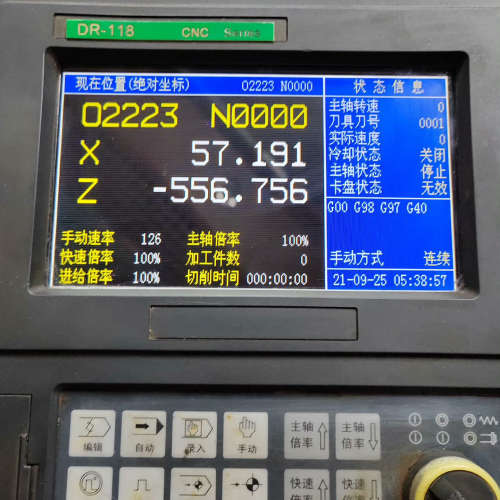 DR-118 CNC
现在位置(绝对坐标) O2223 N0000
状态信息
O2223 N0000
X 57.191
Z -556.756
手动速率 126 主轴倍率 100%
快速倍率 100% 加工件数 0
进给倍率 100% 切削时间 000:00:00
主轴转速 0
刀具刀号 0001
实际速度 0
冷却状态 关闭
主轴状态 停止
卡盘状态 无效
G00 G98 G97 G40
手动方式 连续
21-09-25 05:38:57
编辑 自动 录入 手动 主轴倍率 主轴倍率
快速 快速